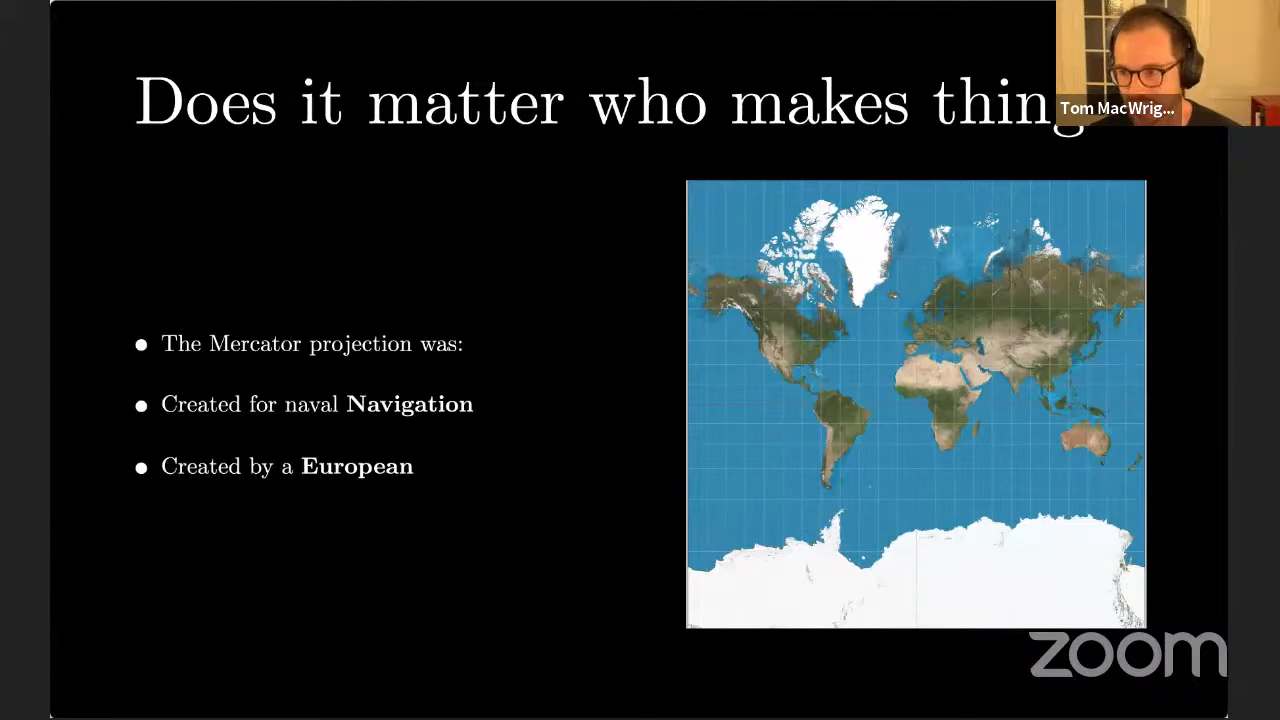 Does it matter who makes thing
Tom MacWrig...
The Mercator projection was:
Created for naval Navigation
Created by a European
zoom